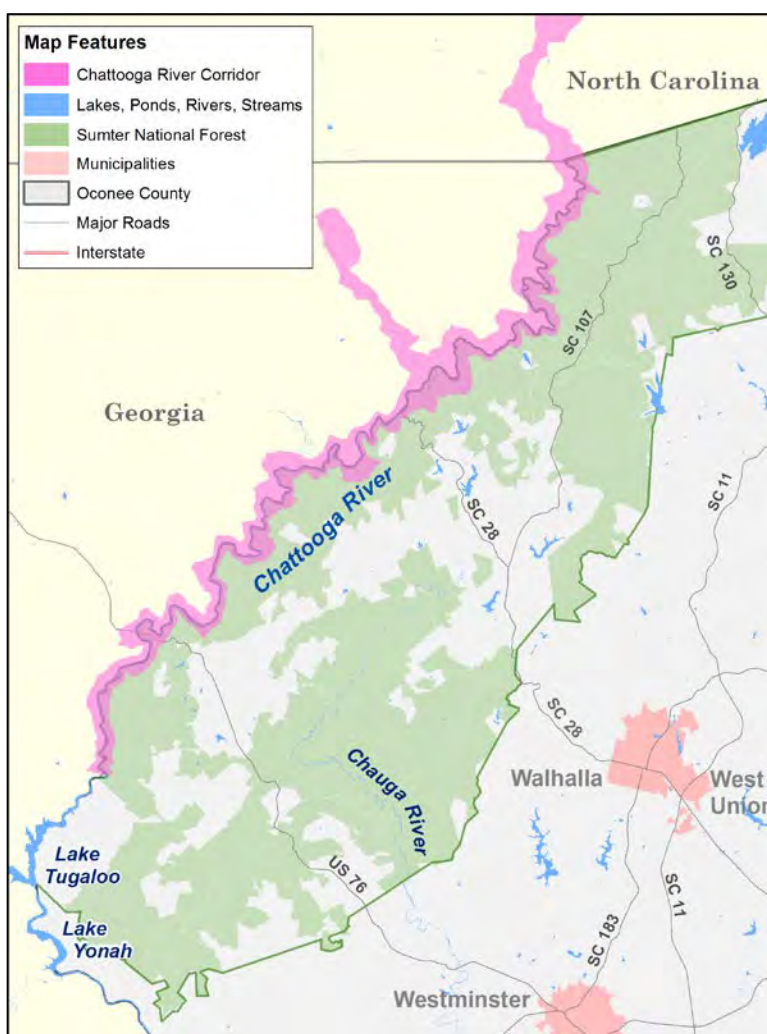 Map Features
Chattooga River Corridor
Lakes, Ponds, Rivers, Streams
Sumter National Forest
Municipalities
Oconee County
Major Roads
Interstate
North Carolina
SC 130
SC 107
Georgia
SC 11
Chattooga River
SC 28
SC 28
Walhalla
West
Union
Chauga River
Lake
Tugaloo
US 76
SC 11
Lake
Yonah
SC 183
Westminster